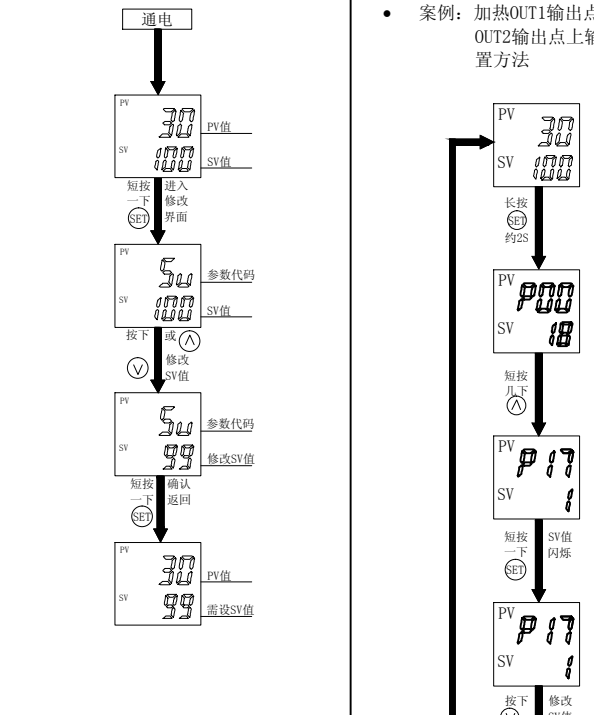 通电
PV
30
PV值
SV
100
SV值
短按 进入
一下 修改
SET 界面
PV
Su
参数代码
SV
100
SV值
按下 或
修改
SV值
PV
Su
参数代码
SV
99
修改SV值
短按 确认
一下 返回
SET
PV
30
PV值
SV
99
需设SV值
• 案例: 加热OUT1输出点
OUT2输出点上
置方法
PV
30
SV
100
长按
SET
约2S
PV
P00
SV
18
短按
几下
PV
P17
SV
1
短按 SV值
一下 闪烁
SET
PV
P17
SV
1
按下 修改